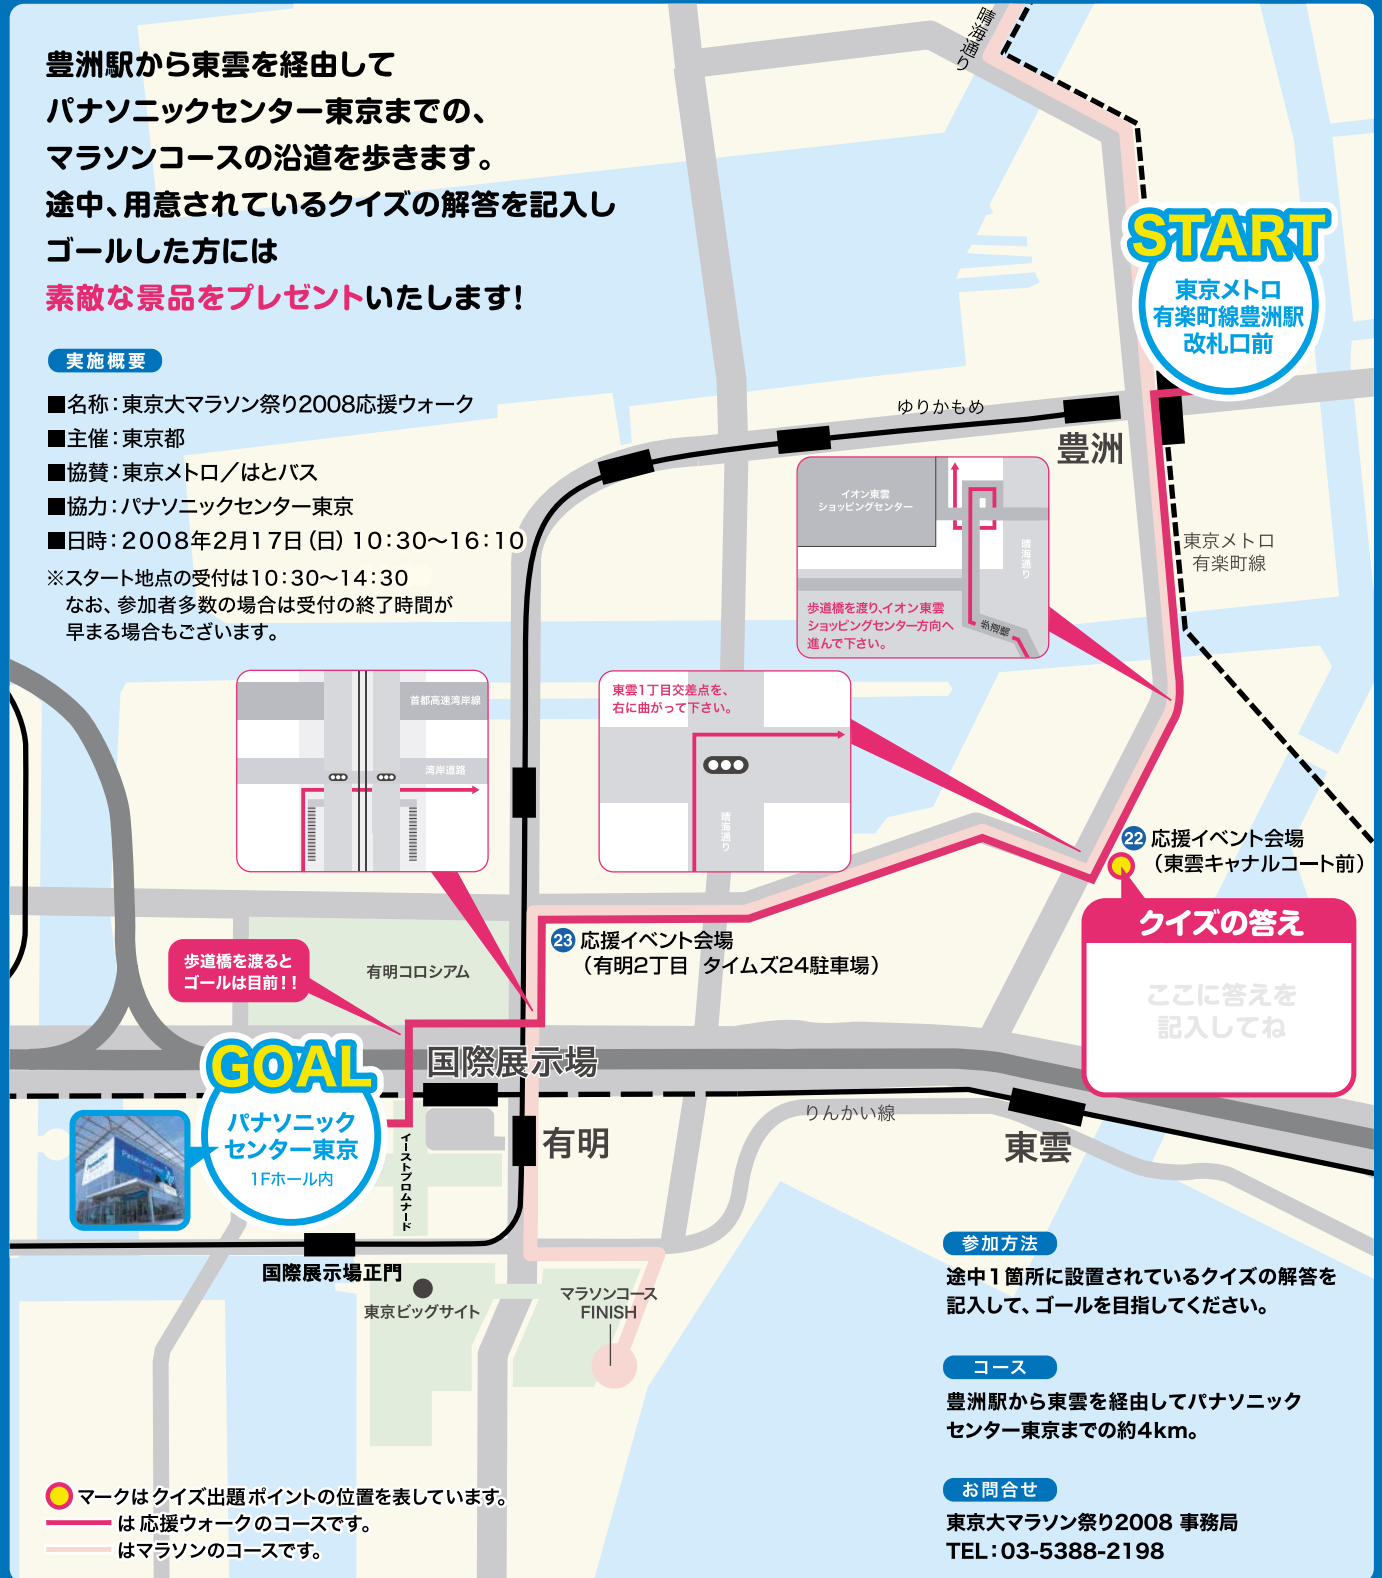 晴海通り
豊洲駅から東雲を経由して
パナソニックセンター東京までの、
マラソンコースの沿道を歩きます。
途中、用意されているクイズの解答を記入し
ゴールした方には
素敵な景品をプレゼントいたします!
実施概要
■名称：東京大マラソン祭り2008応援ウォーク
■主催：東京都
■協賛：東京メトロ／はとバス
■協力：パナソニックセンター東京
■日時：2008年2月17日（日）10：30〜16：10
※スタート地点の受付は10：30〜14：30
なお、参加者多数の場合は受付の終了時間が
早まる場合もございます。
START
東京メトロ
有楽町線豊洲駅
改札口前
ゆりかもめ
豊洲
東京メトロ
有楽町線
イオン東雲
ショッピングセンター
晴海通り
歩道橋を渡り、イオン東雲
ショッピングセンター方向へ
進んで下さい。
歩道橋
首都高速湾岸線
湾岸道路
東雲1丁目交差点を、
右に曲がって下さい。
晴海通り
22 応援イベント会場
（東雲キャナルコート前）
クイズの答え
ここに答えを
記入してね
23 応援イベント会場
（有明2丁目 タイムズ24駐車場）
歩道橋を渡ると
ゴールは目前！！
有明コロシアム
GOAL
パナソニック
センター東京
1Fホール内
国際展示場
有明
イーストプロムナード
りんかい線
東雲
国際展示場正門
東京ビッグサイト
マラソンコース
FINISH
参加方法
途中1箇所に設置されているクイズの解答を
記入して、ゴールを目指してください。
コース
豊洲駅から東雲を経由してパナソニック
センター東京までの約4km。
お問合せ
東京大マラソン祭り2008 事務局
TEL：03-5388-2198
マークはクイズ出題ポイントの位置を表しています。
は応援ウォークのコースです。
はマラソンのコースです。